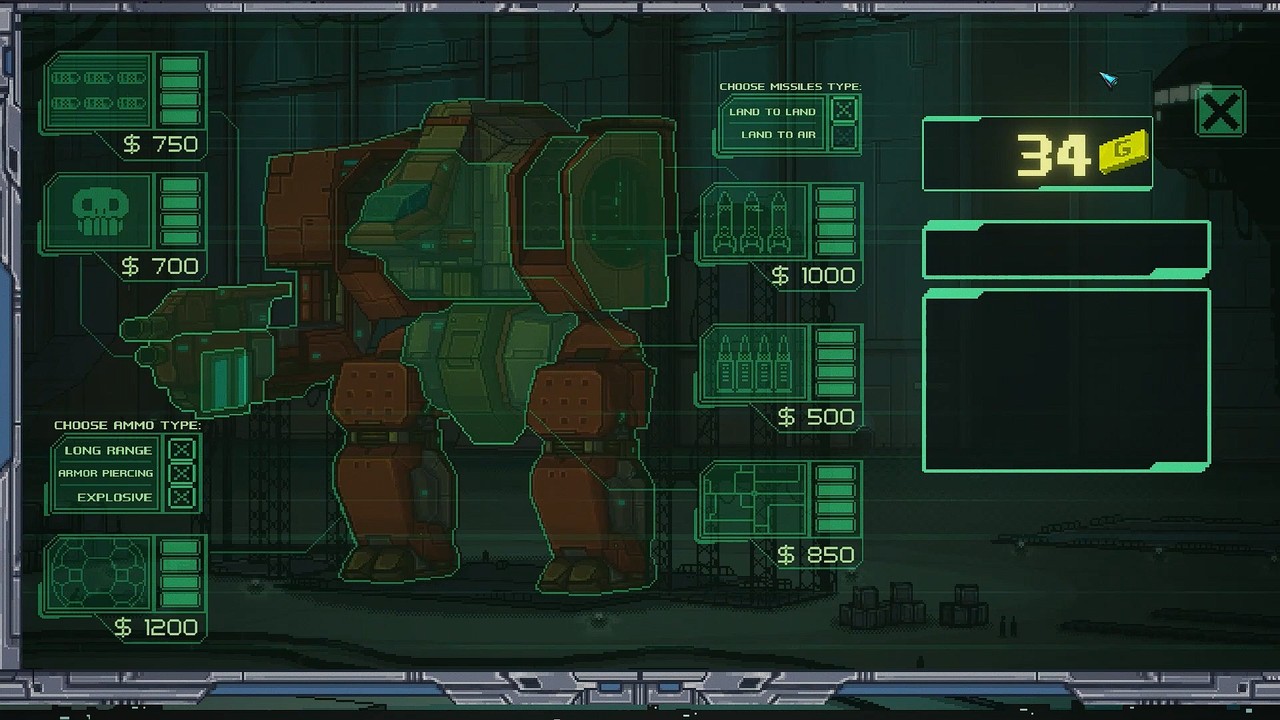 $ 750
$ 700
CHOOSE AMMO TYPE:
LONG RANGE
ARMOR PIERCING
EXPLOSIVE
$ 1200
CHOOSE MISSILES TYPE:
LAND TO LAND
LAND TO AIR
$ 1000
$ 500
$ 850
34 G